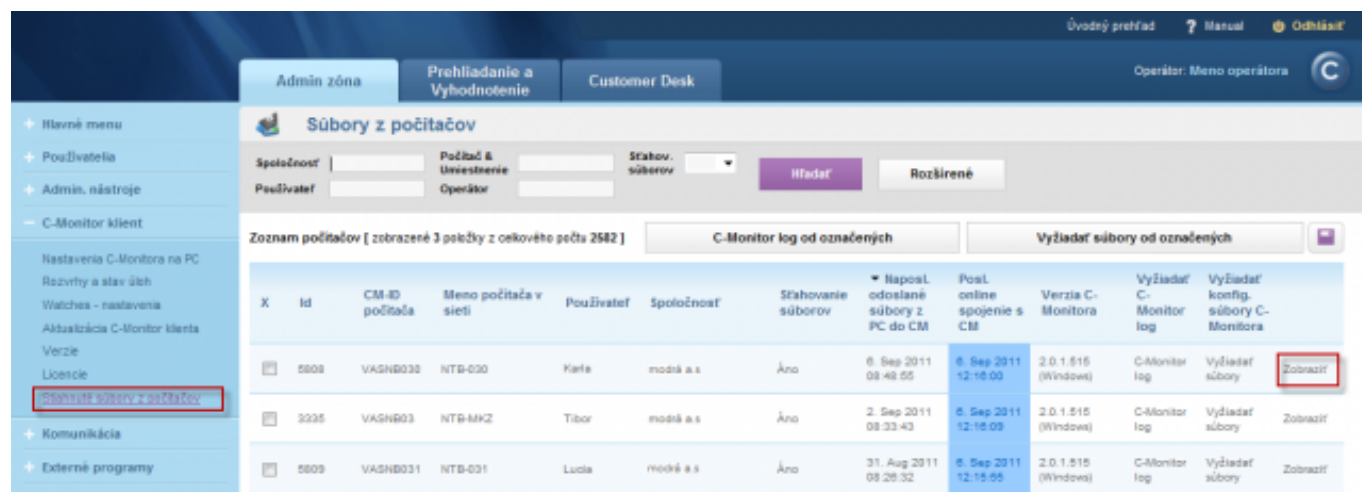 Úvodný prehľad ? Manual Odhlásiť
Admin zóna
Prehliadanie a
Vyhodnotenie
Customer Desk
Operátor: Meno operátora
Hlavné menu
Používatelia
Admin. nástroje
C-Monitor klient
Nastavenia C-Monitora na PC
Rozvrhy a stav úloh
Watches - nastavenia
Aktualizácia C-Monitor klienta
Verzie
Licencie
Stiahnuté súbory z počítačov
Komunikácia
Externé programy
Súbory z počítačov
Spoločnosť
Počítač &
Umiestnenie
Sťahov.
súborov
Používateľ
Operátor
Hľadať
Rozšírené
Zoznam počítačov [ zobrazené 3 položky z celkového počtu 2582 ]
C-Monitor log od označených
Vyžiadať súbory od označených
X
Id
CM-ID
počítača
Meno počítača v
sieti
Používateľ
Spoločnosť
Sťahovanie
súborov
Naposl.
odoslané
súbory z
PC do CM
Posl.
online
spojenie s
CM
Verzia C-
Monitora
Vyžiadať
C-
Monitor
log
Vyžiadať
konfig.
súbory C-
Monitora
5808 VASNB030 NTB-030 Karla modrá a.s Áno
6. Sep 2011
08:48:55
6. Sep 2011
12:16:00
2.0.1.515
(Windows)
C-Monitor
log
Vyžiadať
súbory
Zobraziť
3335 VASNB03 NTB-MKZ Tibor modrá a.s Áno
2. Sep 2011
08:33:43
6. Sep 2011
12:16:09
2.0.1.515
(Windows)
C-Monitor
log
Vyžiadať
súbory
Zobraziť
5809 VASNB031 NTB-031 Lucia modrá a.s Áno
31. Aug 2011
08:26:32
6. Sep 2011
12:15:55
2.0.1.515
(Windows)
C-Monitor
log
Vyžiadať
súbory
Zobraziť